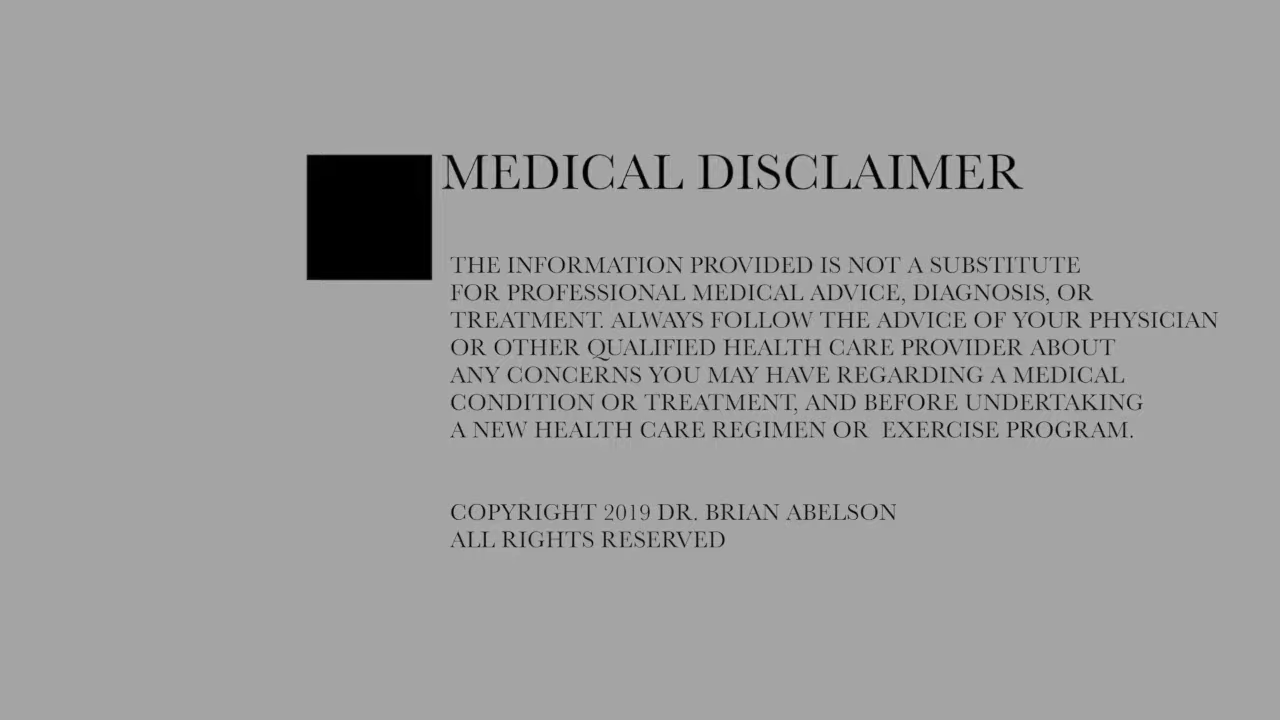 MEDICAL DISCLAIMER
THE INFORMATION PROVIDED IS NOT A SUBSTITUTE
FOR PROFESSIONAL MEDICAL ADVICE, DIAGNOSIS, OR
TREATMENT. ALWAYS FOLLOW THE ADVICE OF YOUR PHYSICIAN
OR OTHER QUALIFIED HEALTH CARE PROVIDER ABOUT
ANY CONCERNS YOU MAY HAVE REGARDING A MEDICAL
CONDITION OR TREATMENT, AND BEFORE UNDERTAKING
A NEW HEALTH CARE REGIMEN OR  EXERCISE PROGRAM.
COPYRIGHT 2019 DR. BRIAN ABELSON
ALL RIGHTS RESERVED